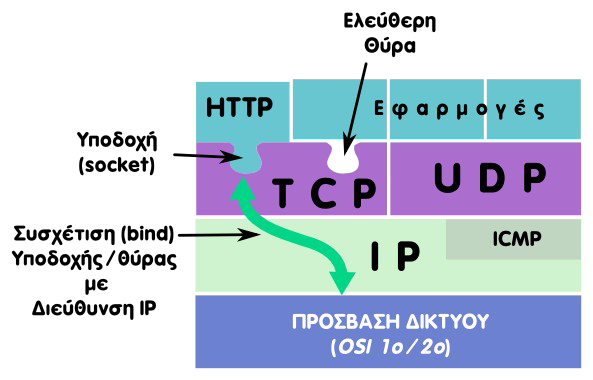 Ελεύθερη
Θύρα
HTTP
Εφαρμογές
Υποδοχή
(socket)
TCP
UDP
Συσχέτιση (bind)
Υποδοχής / θύρας
με
Διεύθυνση IP
IP
ICMP
ΠΡΟΣΒΑΣΗ ΔΙΚΤΥΟΥ
(OSI 1ο / 2ο)